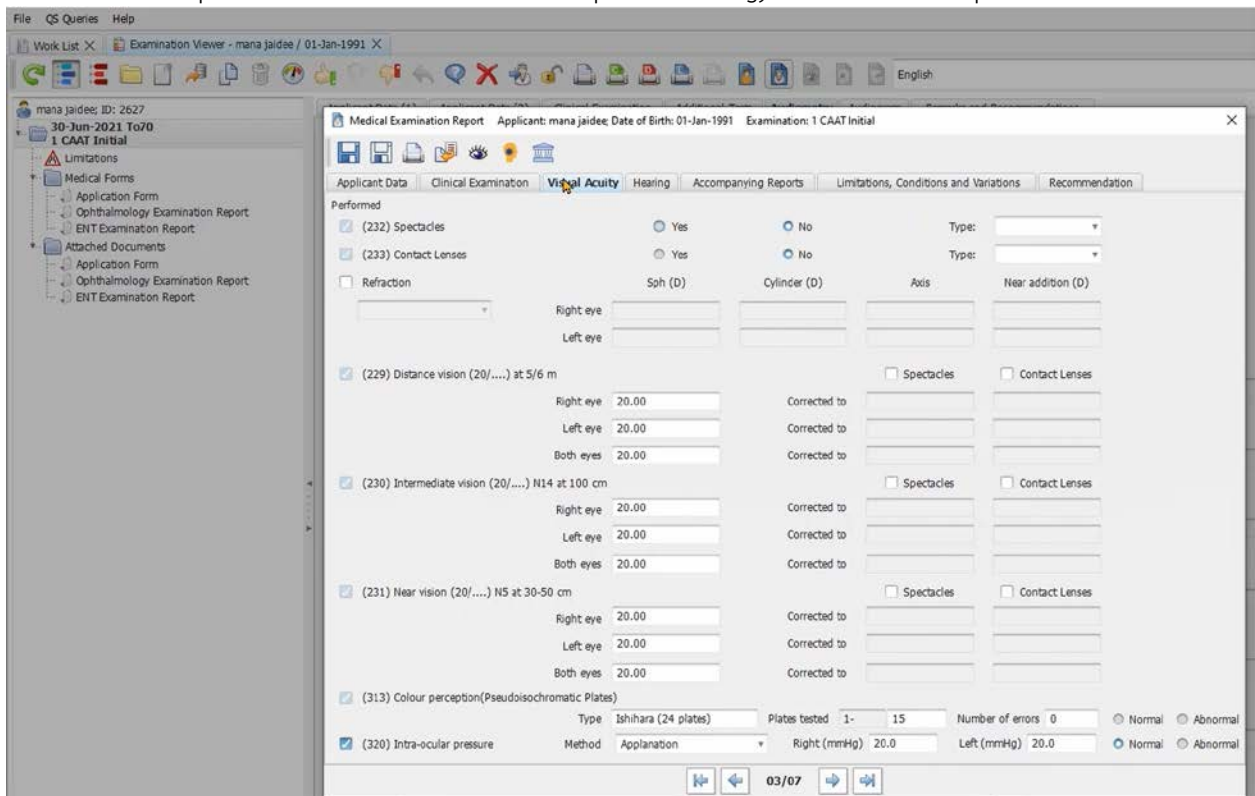 File QS Queries Help
Work List X Examination Viewer - mana jaidee / 01-Jan-1991 X
English
mana jaidee; ID: 2627
30-Jun-2021 To70
1 CAAT Initial
Limitations
Medical Forms
Application Form
Ophthalmology Examination Report
ENT Examination Report
Attached Documents
Application Form
Ophthalmology Examination Report
ENT Examination Report
Medical Examination Report Applicant: mana jaidee; Date of Birth: 01-Jan-1991 Examination: 1 CAAT Initial
Applicant Data Clinical Examination Visual Acuity Hearing Accompanying Reports Limitations, Conditions and Variations Recommendation
Performed
(232) Spectacles Yes No Type:
(233) Contact Lenses Yes No Type:
Refraction Sph (D) Cylinder (D) Axis Near addition (D)
Right eye
Left eye
(229) Distance vision (20/....) at 5/6 m Spectacles Contact Lenses
Right eye 20.00 Corrected to
Left eye 20.00 Corrected to
Both eyes 20.00 Corrected to
(230) Intermediate vision (20/....) N14 at 100 cm Spectacles Contact Lenses
Right eye 20.00 Corrected to
Left eye 20.00 Corrected to
Both eyes 20.00 Corrected to
(231) Near vision (20/....) N5 at 30-50 cm Spectacles Contact Lenses
Right eye 20.00 Corrected to
Left eye 20.00 Corrected to
Both eyes 20.00 Corrected to
(313) Colour perception(Pseudoisochromatic Plates)
Type Ishihara (24 plates) Plates tested 1- 15 Number of errors 0 Normal Abnormal
(320) Intra-ocular pressure Method Applanation Right (mmHg) 20.0 Left (mmHg) 20.0 Normal Abnormal
03/07